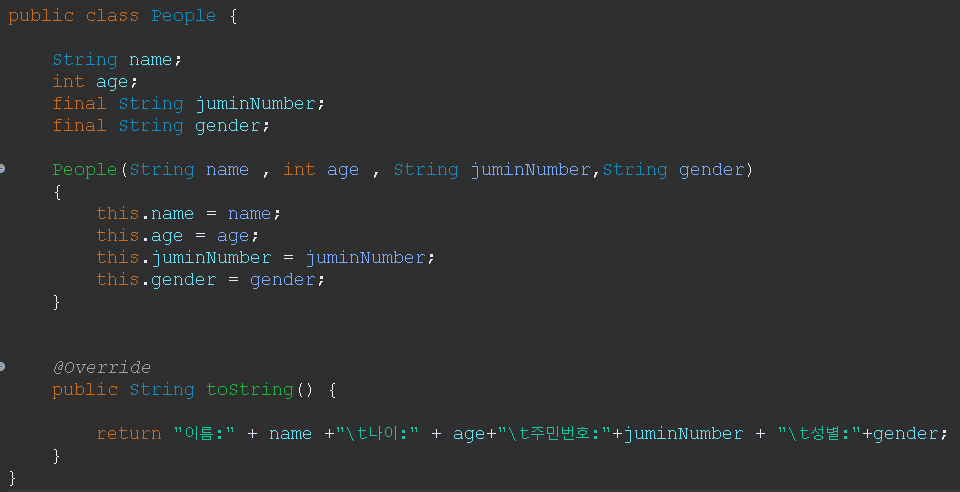 public class People {
String name;
int age;
final String juminNumber;
final String gender;
People(String name , int age , String juminNumber,String gender)
{
this.name = name;
this.age = age;
this.juminNumber = juminNumber;
this.gender = gender;
}
@Override
public String toString() {
return "이름:" + name +"\t나이:" + age+"\t주민번호:"+juminNumber + "\t성별:"+gender;
}
}